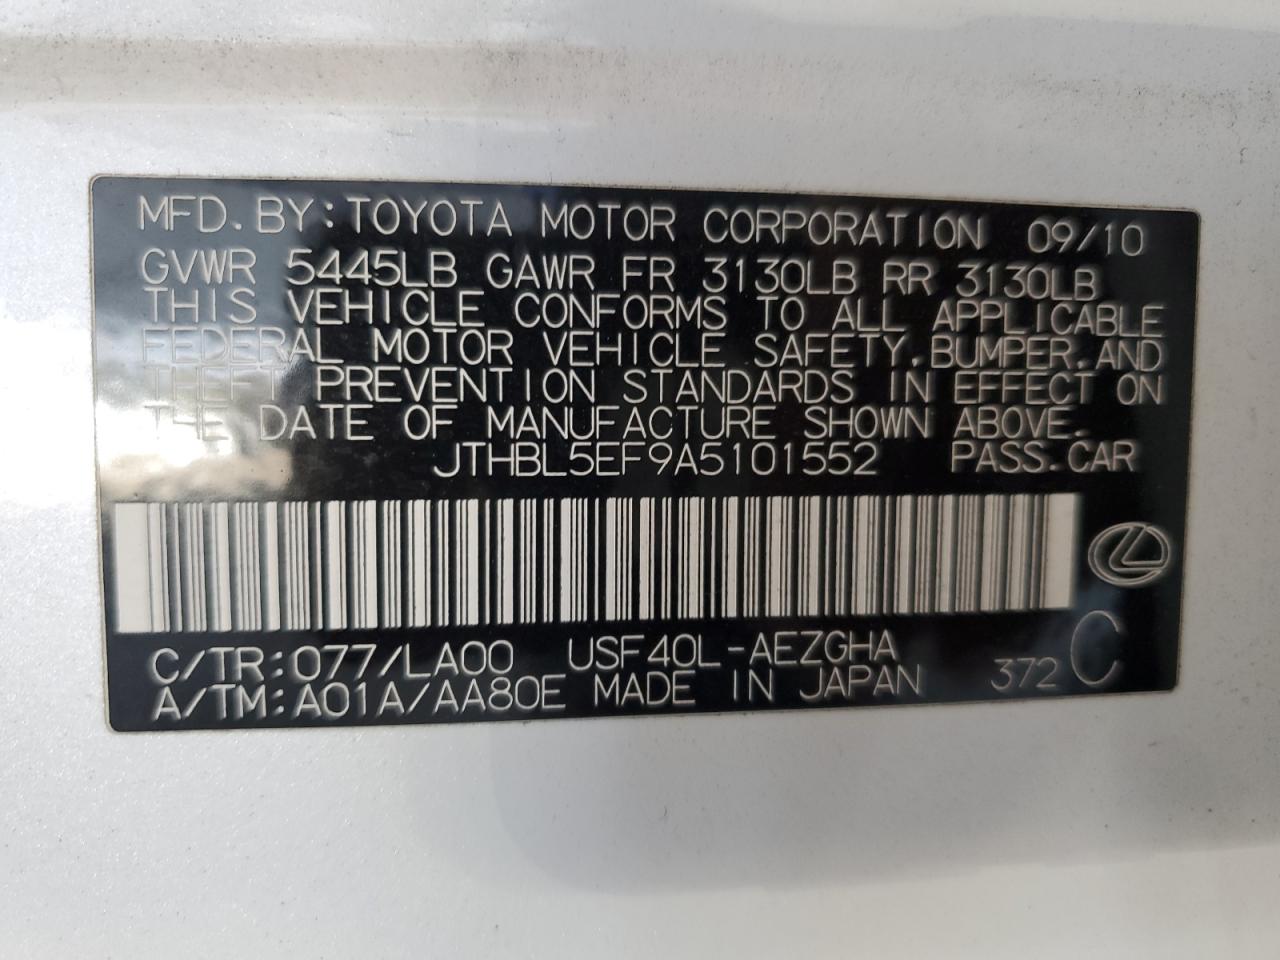 MFD. BY: TOYOTA MOTOR CORPORATION 09/10
GVWR 5445LB GAWR FR 3130LB RR 3130LB
THIS VEHICLE CONFORMS TO ALL APPLICABLE
FEDERAL MOTOR VEHICLE SAFETY, BUMPER, AND
THEFT PREVENTION STANDARDS IN EFFECT ON
THE DATE OF MANUFACTURE SHOWN ABOVE.
JTHBL5EF9A5101552 PASS. CAR
C/TR: 077/LA00 USF40L-AEZGHA
A/TM: A01A/AA80E MADE IN JAPAN 372 C